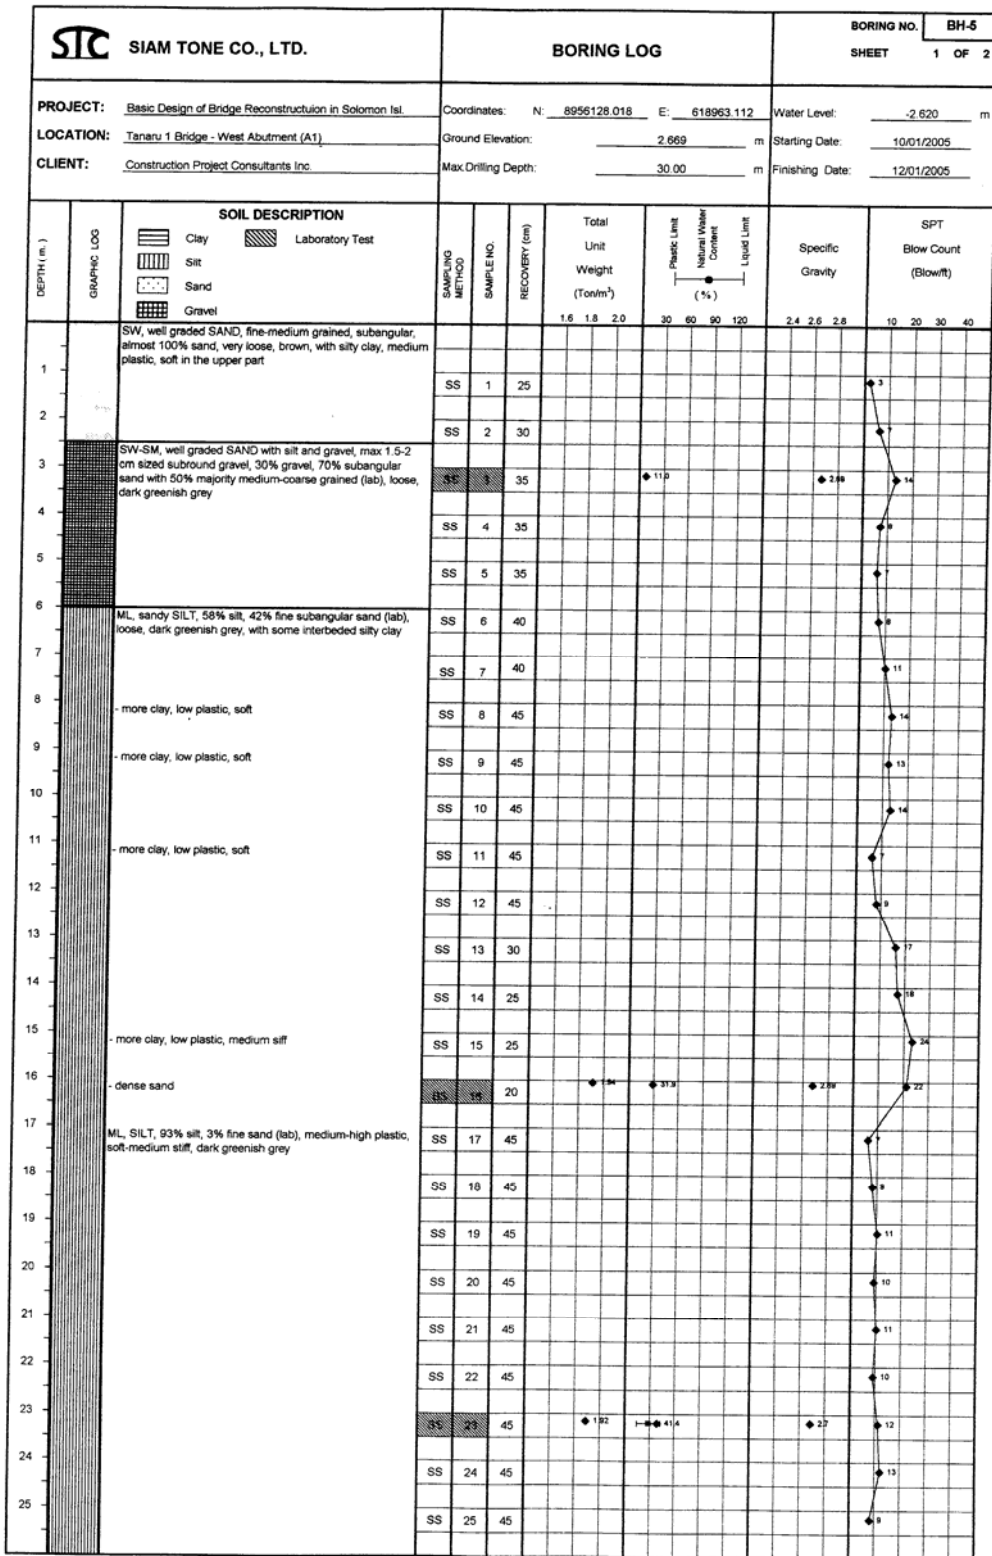 STC SIAM TONE CO., LTD.
BORING LOG
BORING NO. BH-5
SHEET 1 OF 2
PROJECT: Basic Design of Bridge Reconstructuion in Solomon Isl.
LOCATION: Tanaru 1 Bridge - West Abutment (A1)
CLIENT: Construction Project Consultants Inc.
Coordinates: N: 8956128.018 E: 618963.112
Ground Elevation: 2.669 m
Max.Drilling Depth: 30.00 m
Water Level: -2.620 m
Starting Date: 10/01/2005
Finishing Date: 12/01/2005
DEPTH ( m. )
GRAPHIC LOG
SOIL DESCRIPTION
Clay Laboratory Test
Silt
Sand
Gravel
SAMPLING METHOD
SAMPLE NO.
RECOVERY (cm)
Total
Unit
Weight
(Ton/m³)
1.6 1.8 2.0
Plastic Limit
Natural Water Content
Liquid Limit
( % )
30 60 90 120
Specific
Gravity
2.4 2.6 2.8
SPT
Blow Count
(Blow/ft)
10 20 30 40
SW, well graded SAND, fine-medium grained, subangular,
almost 100% sand, very loose, brown, with silty clay, medium
plastic, soft in the upper part
1
SS 1 25 3
2
SS 2 30 7
SW-SM, well graded SAND with silt and gravel, max 1.5-2
cm sized subround gravel, 30% gravel, 70% subangular
sand with 50% majority medium-coarse grained (lab), loose,
dark greenish grey
3
SS 3 35 11.0 2.69 14
4
SS 4 35
5
SS 5 35 7
6
ML, sandy SILT, 58% silt, 42% fine subangular sand (lab),
loose, dark greenish grey, with some interbeded silty clay
SS 6 40 8
7
SS 7 40 11
8
- more clay, low plastic, soft
SS 8 45 14
9
- more clay, low plastic, soft
SS 9 45 13
10
SS 10 45 14
11
- more clay, low plastic, soft
SS 11 45 7
12
SS 12 45 9
13
SS 13 30 17
14
SS 14 25 18
15
- more clay, low plastic, medium siff
SS 15 25 24
16
- dense sand
SS 16 20 1.94 31.9 2.69 22
17
ML, SILT, 93% silt, 3% fine sand (lab), medium-high plastic,
soft-medium stiff, dark greenish grey
SS 17 45 7
18
SS 18 45 9
19
SS 19 45 11
20
SS 20 45 10
21
SS 21 45 11
22
SS 22 45 10
23
SS 23 45 1.92 41.4 2.7 12
24
SS 24 45 13
25
SS 25 45 9